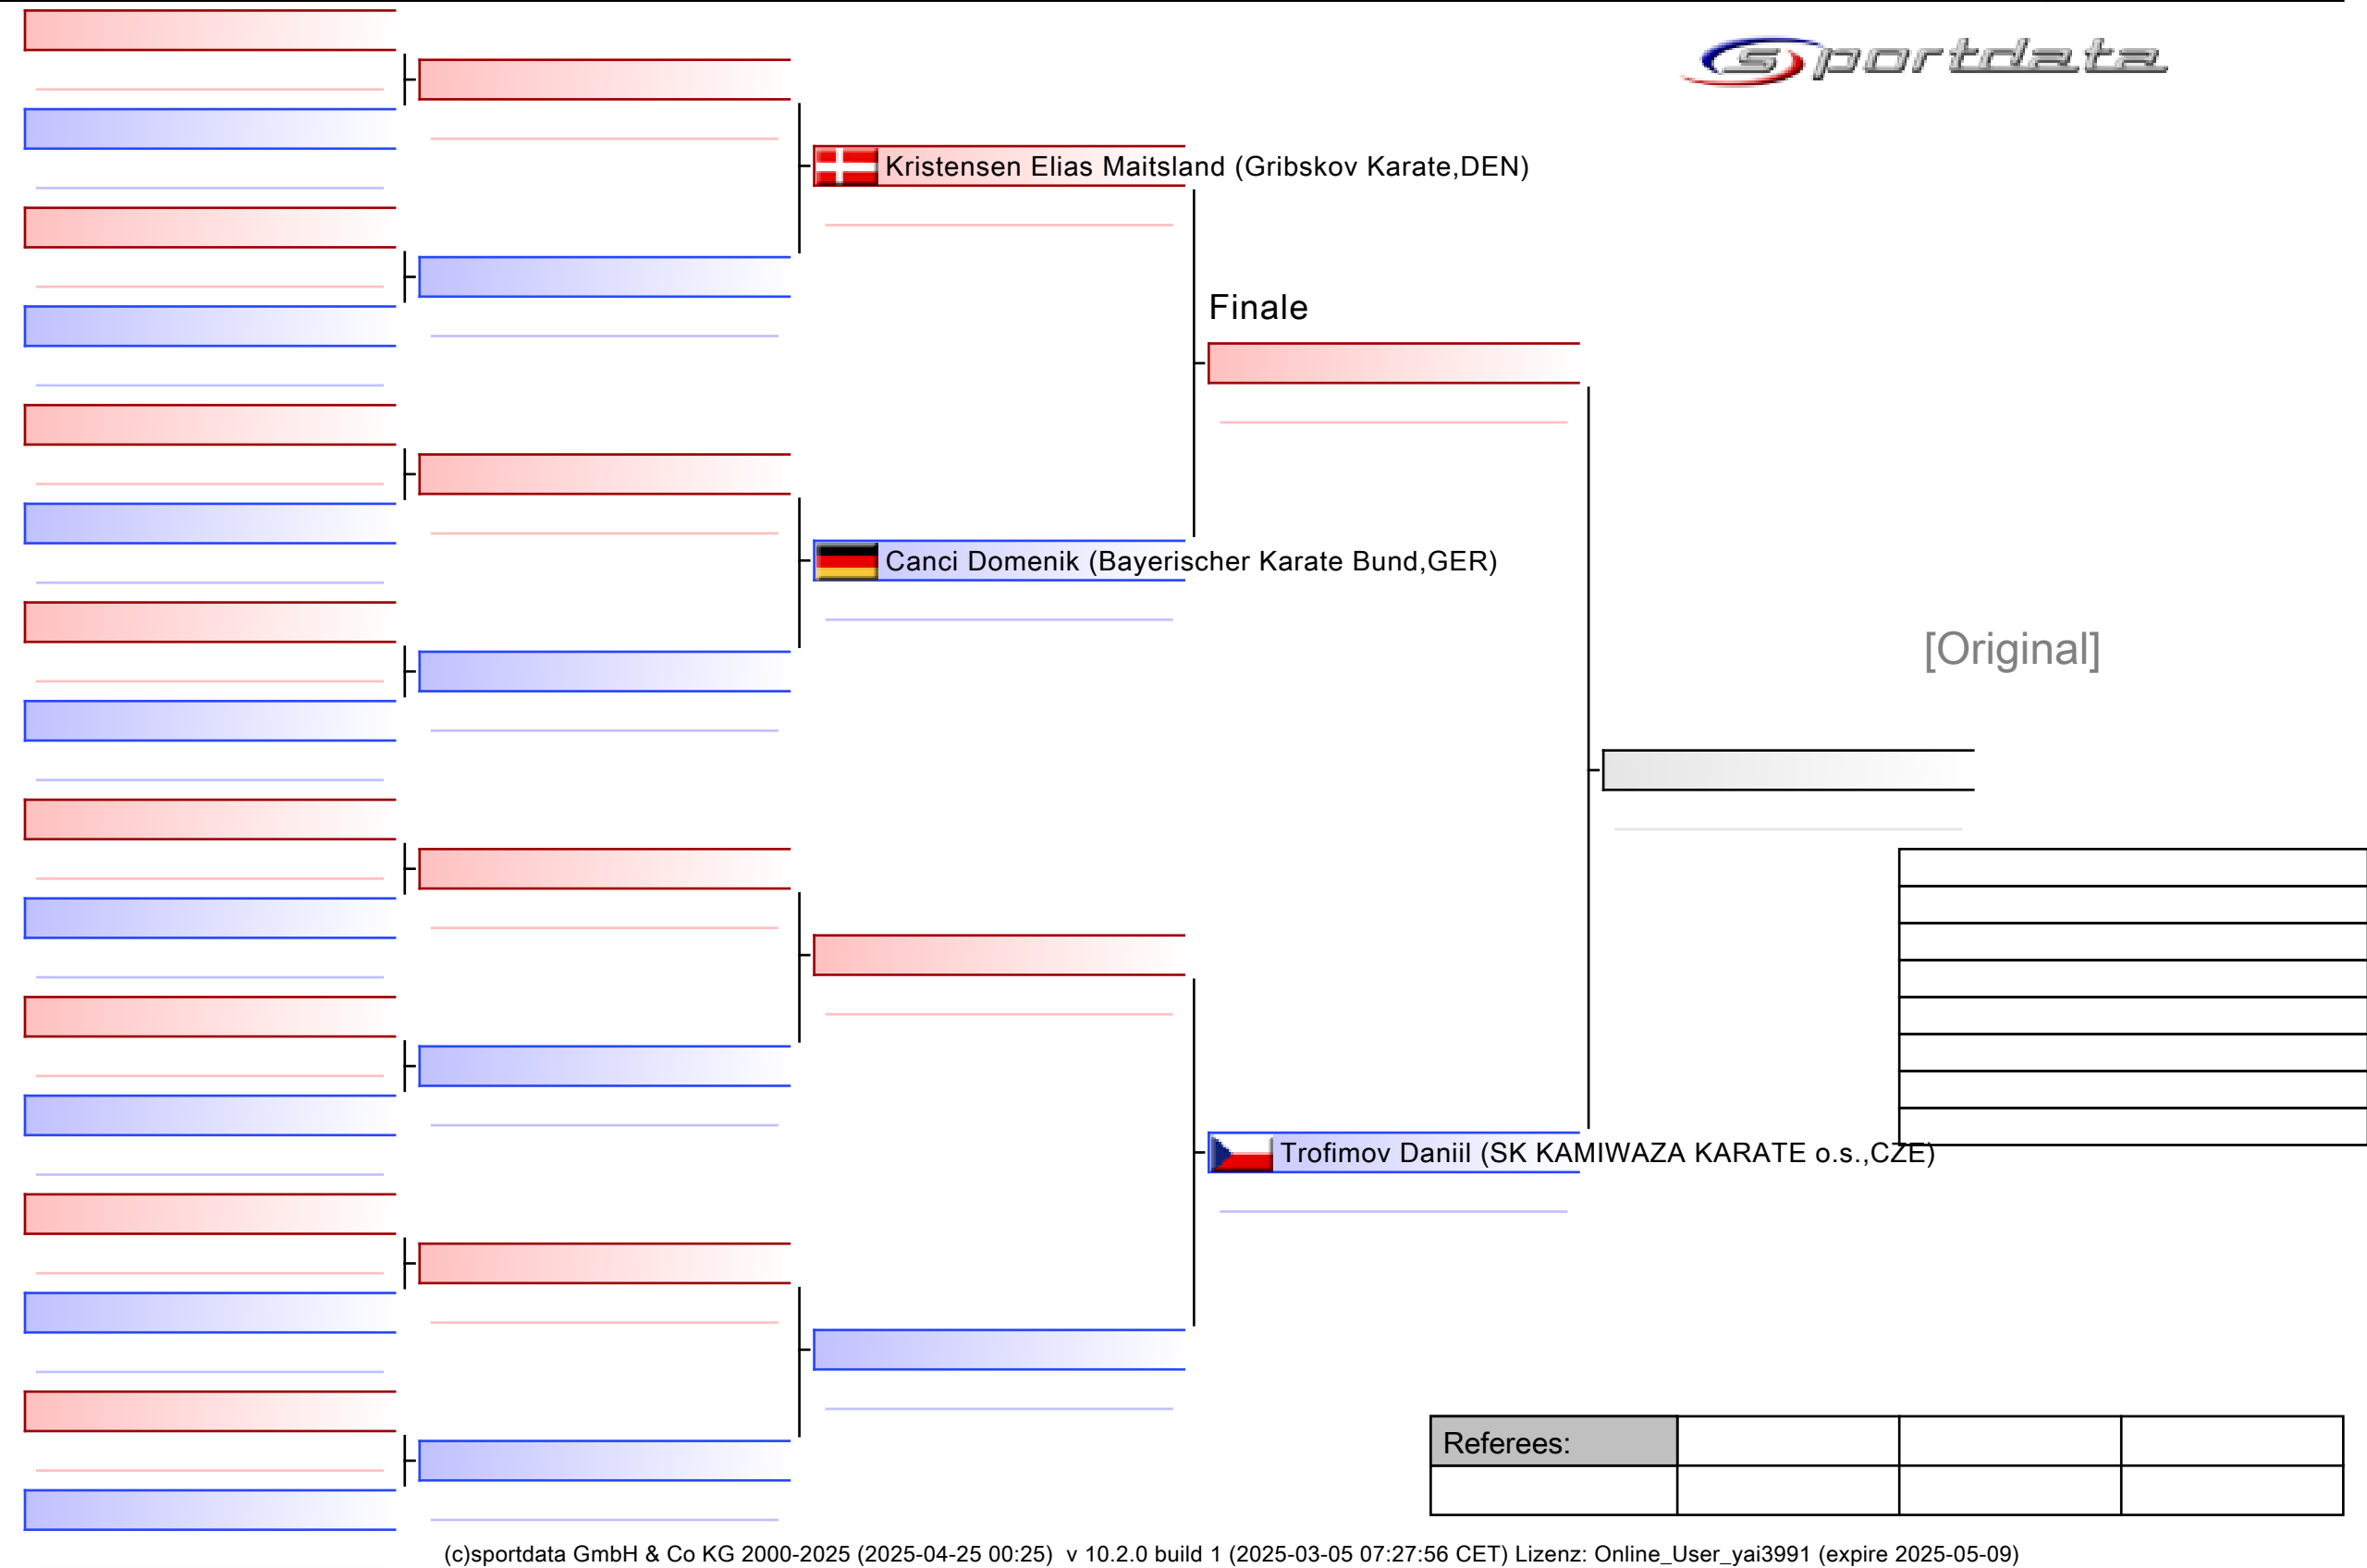 sportdata
Kristensen Elias Maitsland (Gribskov Karate,DEN)
Finale
Canci Domenik (Bayerischer Karate Bund,GER)
[Original]
Trofimov Daniil (SK KAMIWAZA KARATE o.s.,CZE)
Referees:
(c)sportdata GmbH & Co KG 2000-2025 (2025-04-25 00:25)  v 10.2.0 build 1 (2025-03-05 07:27:56 CET) Lizenz: Online_User_yai3991 (expire 2025-05-09)